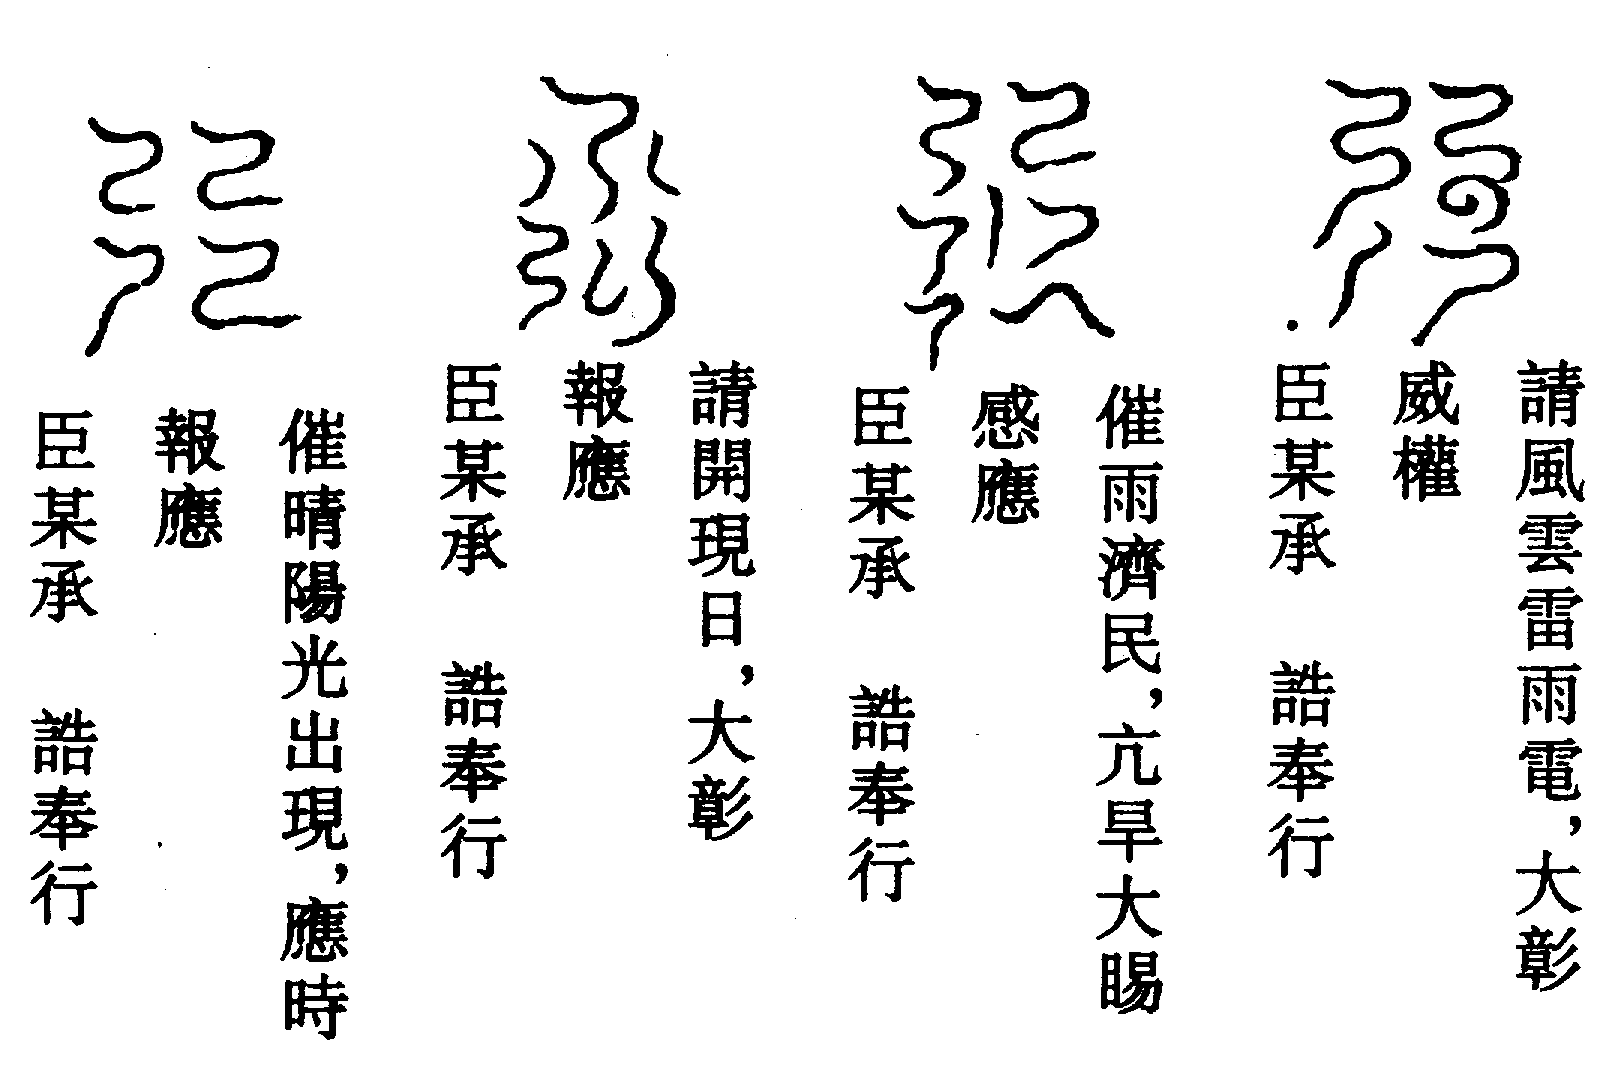 請風雲雷雨電，大彰
威權
臣某承　誥奉行
催雨濟民，亢旱大賜
感應
臣某承　誥奉行
請開現日，大彰
報應
臣某承　誥奉行
催晴陽光出現，應時
報應
臣某承　誥奉行